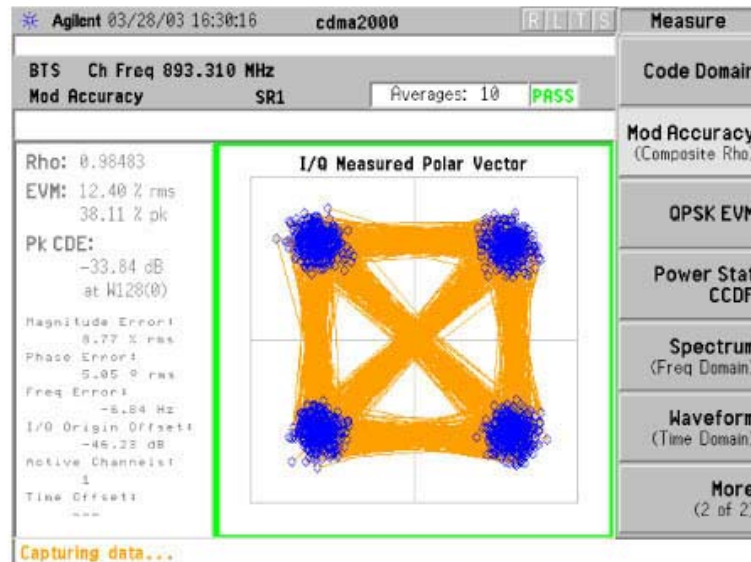 Agilent 03/28/03 16:30:16 cdma2000 R L T S Measure
BTS Ch Freq 893.310 MHz
Mod Accuracy SR1 Averages: 10 PASS
Rho: 0.98483
EVM: 12.40 % rms
38.11 % pk
Pk CDE:
-33.84 dB
at W128(0)
Magnitude Error:
8.77 % rms
Phase Error:
5.05 º rms
Freq Error:
-6.84 Hz
I/Q Origin Offset:
-46.23 dB
Active Channels:
1
Time Offset:
---
I/Q Measured Polar Vector
Code Domain
Mod Accuracy
(Composite Rho)
QPSK EVM
Power Stat
CCDF
Spectrum
(Freq Domain)
Waveform
(Time Domain)
More
(2 of 2)
Capturing data...